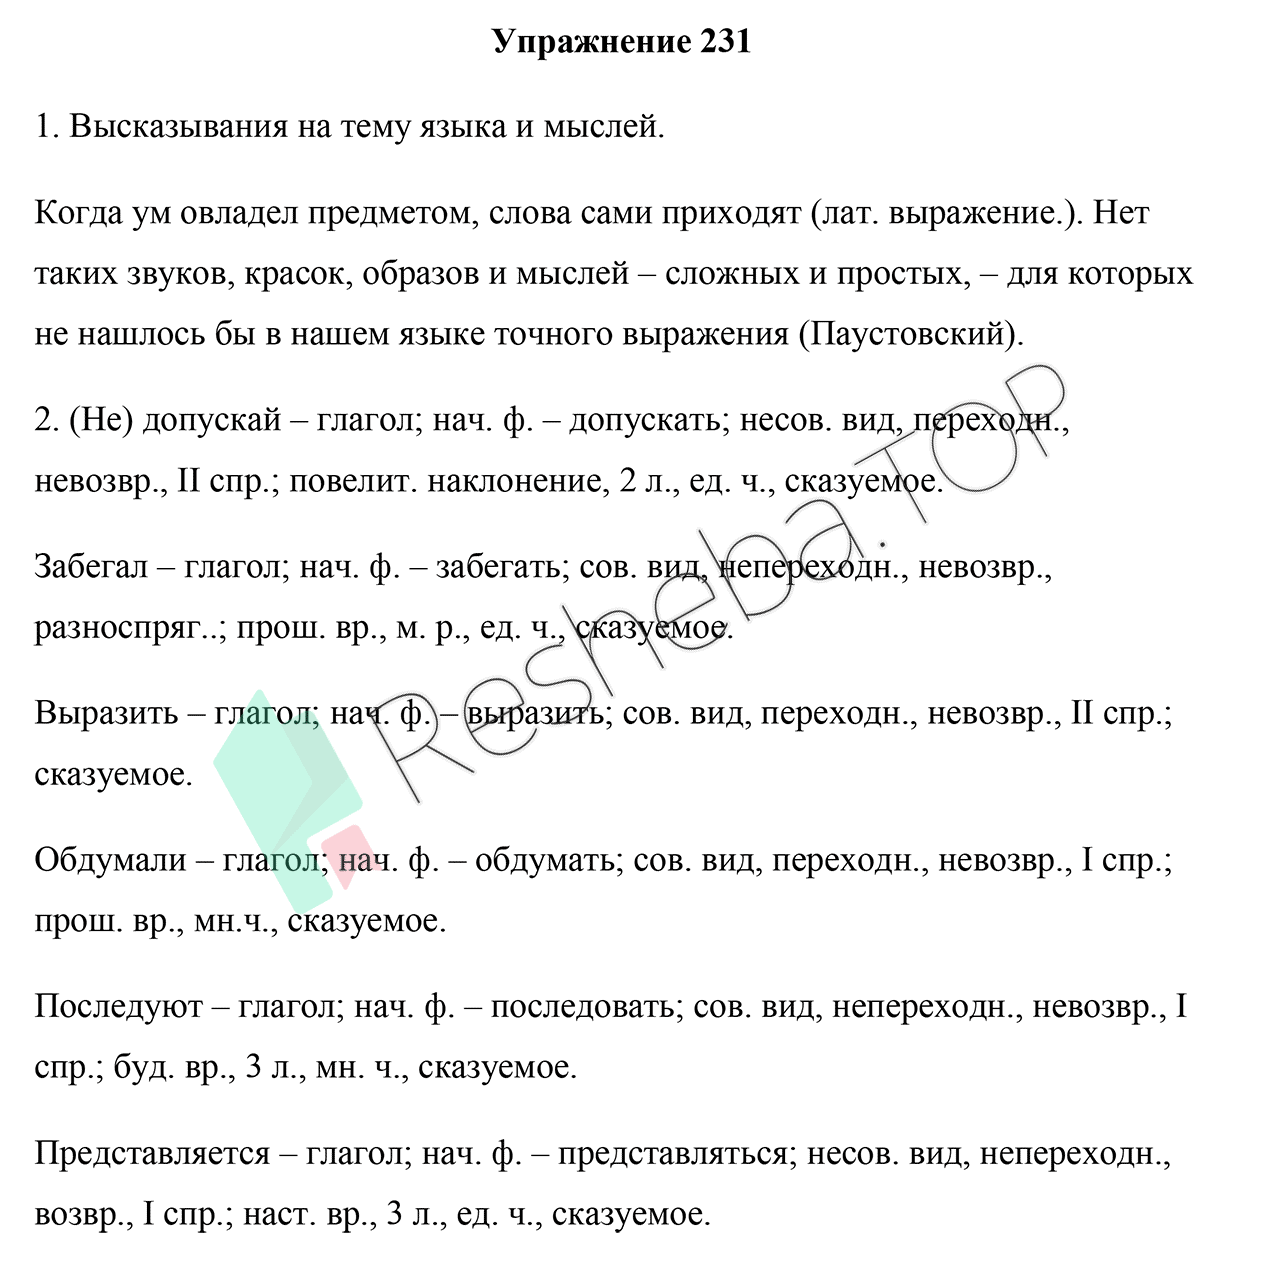 Упражнение 231
1. Высказывания на тему языка и мыслей.
Когда ум овладел предметом, слова сами приходят (лат. выражение.). Нет
таких звуков, красок, образов и мыслей – сложных и простых, – для которых
не нашлось бы в нашем языке точного выражения (Паустовский).
2. (Не) допускай – глагол; нач. ф. – допускать; несов. вид, переходн.,
невозвр., II спр.; повелит. наклонение, 2 л., ед. ч., сказуемое.
Забегал – глагол; нач. ф. – забегать; сов. вид, непереходн., невозвр.,
разноспряг..; прош. вр., м. р., ед. ч., сказуемое.
Выразить – глагол; нач. ф. – выразить; сов. вид, переходн., невозвр., II спр.;
сказуемое.
Обдумали – глагол; нач. ф. – обдумать; сов. вид, переходн., невозвр., I спр.;
прош. вр., мн.ч., сказуемое.
Последуют – глагол; нач. ф. – последовать; сов. вид, непереходн., невозвр., I
спр.; буд. вр., 3 л., мн. ч., сказуемое.
Представляется – глагол; нач. ф. – представляться; несов. вид, непереходн.,
возвр., I спр.; наст. вр., 3 л., ед. ч., сказуемое.
Resheba.TOP